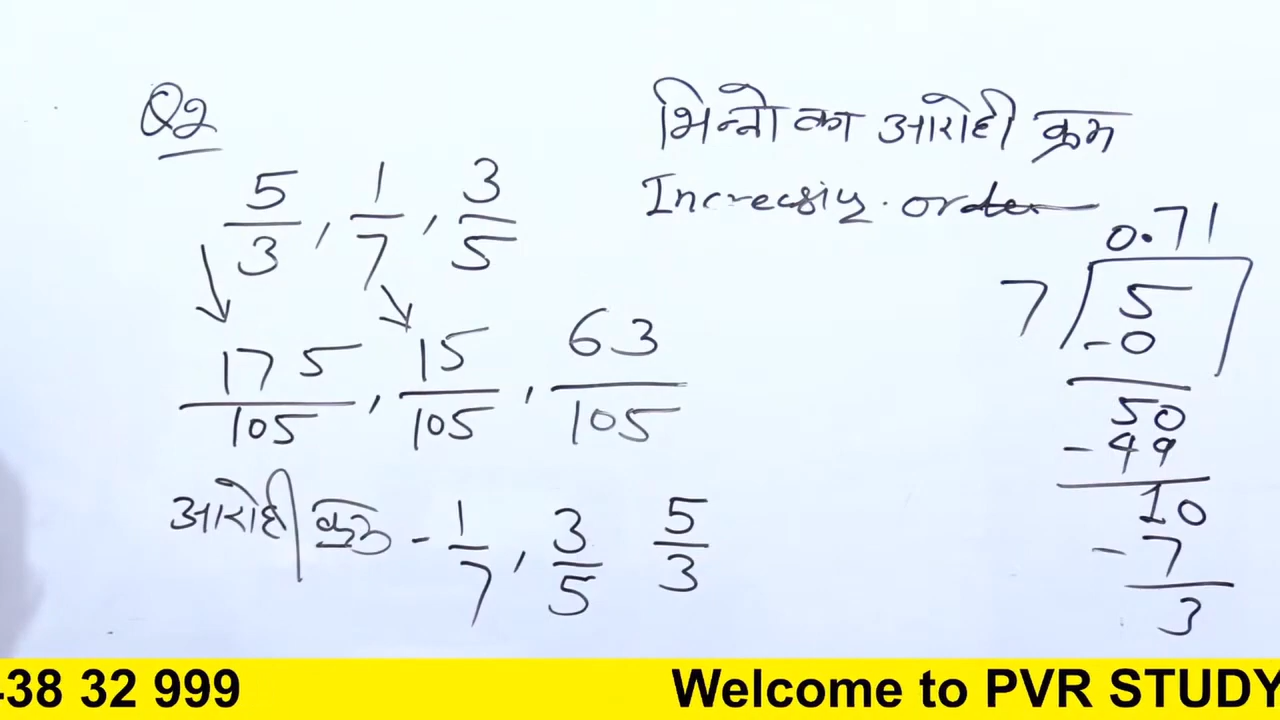 Q2
भिन्नो का आरोही क्रम
Increasing order
5/3, 1/7, 3/5
175/105, 15/105, 63/105
आरोही क्रम - 1/7, 3/5 5/3
0.71
7 5
-0
50
-49
10
-7
3
438 32 999 Welcome to PVR STUDY